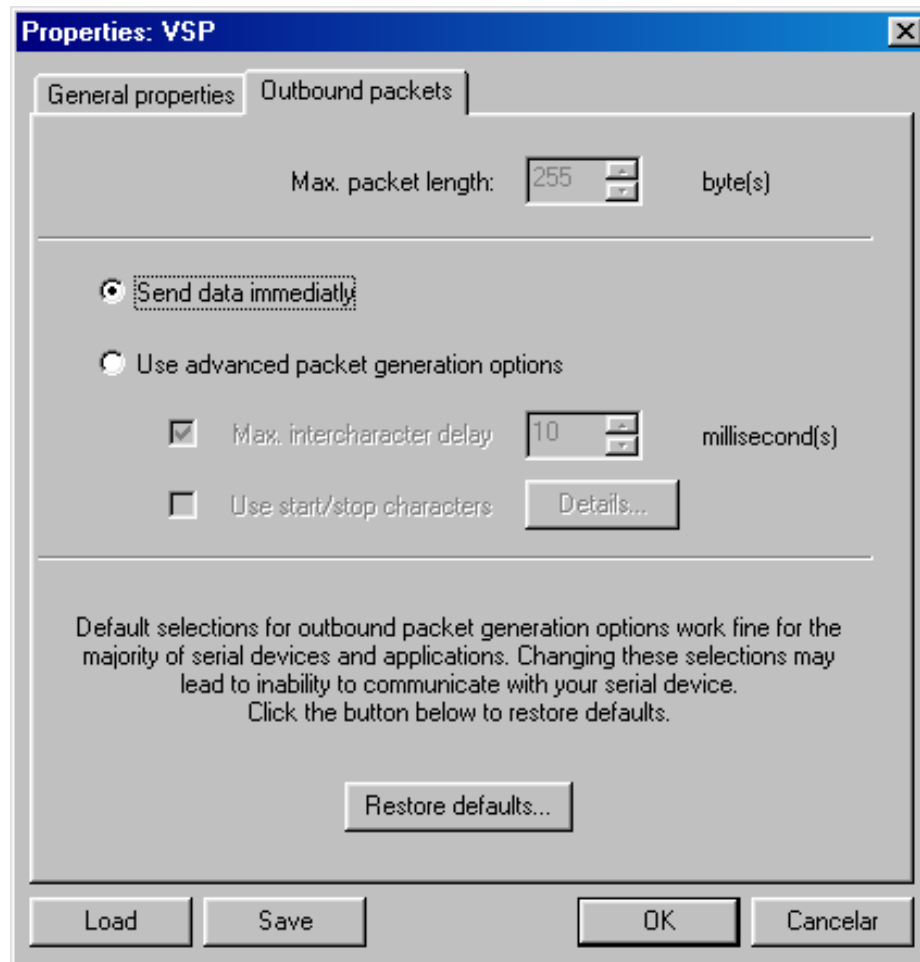 Properties: VSP
General properties
Outbound packets
Max. packet length: 255 byte(s)
Send data immediatly
Use advanced packet generation options
Max. intercharacter delay 10 millisecond(s)
Use start/stop characters Details...
Default selections for outbound packet generation options work fine for the
majority of serial devices and applications. Changing these selections may
lead to inability to communicate with your serial device.
Click the button below to restore defaults.
Restore defaults...
Load Save OK Cancelar